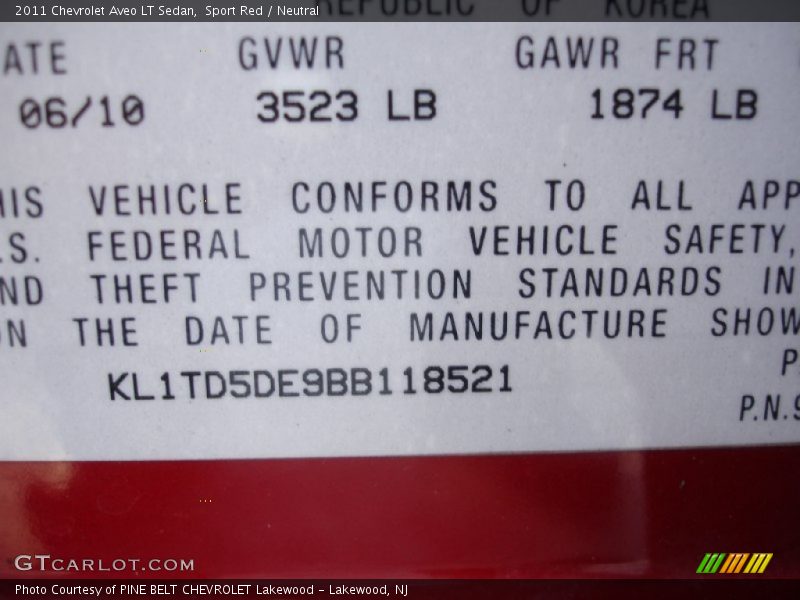 2011 Chevrolet Aveo LT Sedan, Sport Red / Neutral
REPUBLIC OF KOREA
ATE GVWR GAWR FRT
06/10 3523 LB 1874 LB
HIS VEHICLE CONFORMS TO ALL APP
.S. FEDERAL MOTOR VEHICLE SAFETY,
ND THEFT PREVENTION STANDARDS IN
ON THE DATE OF MANUFACTURE SHOW
KL1TD5DE9BB118521 P
P.N.9
GTCARLOT.COM
Photo Courtesy of PINE BELT CHEVROLET Lakewood - Lakewood, NJ